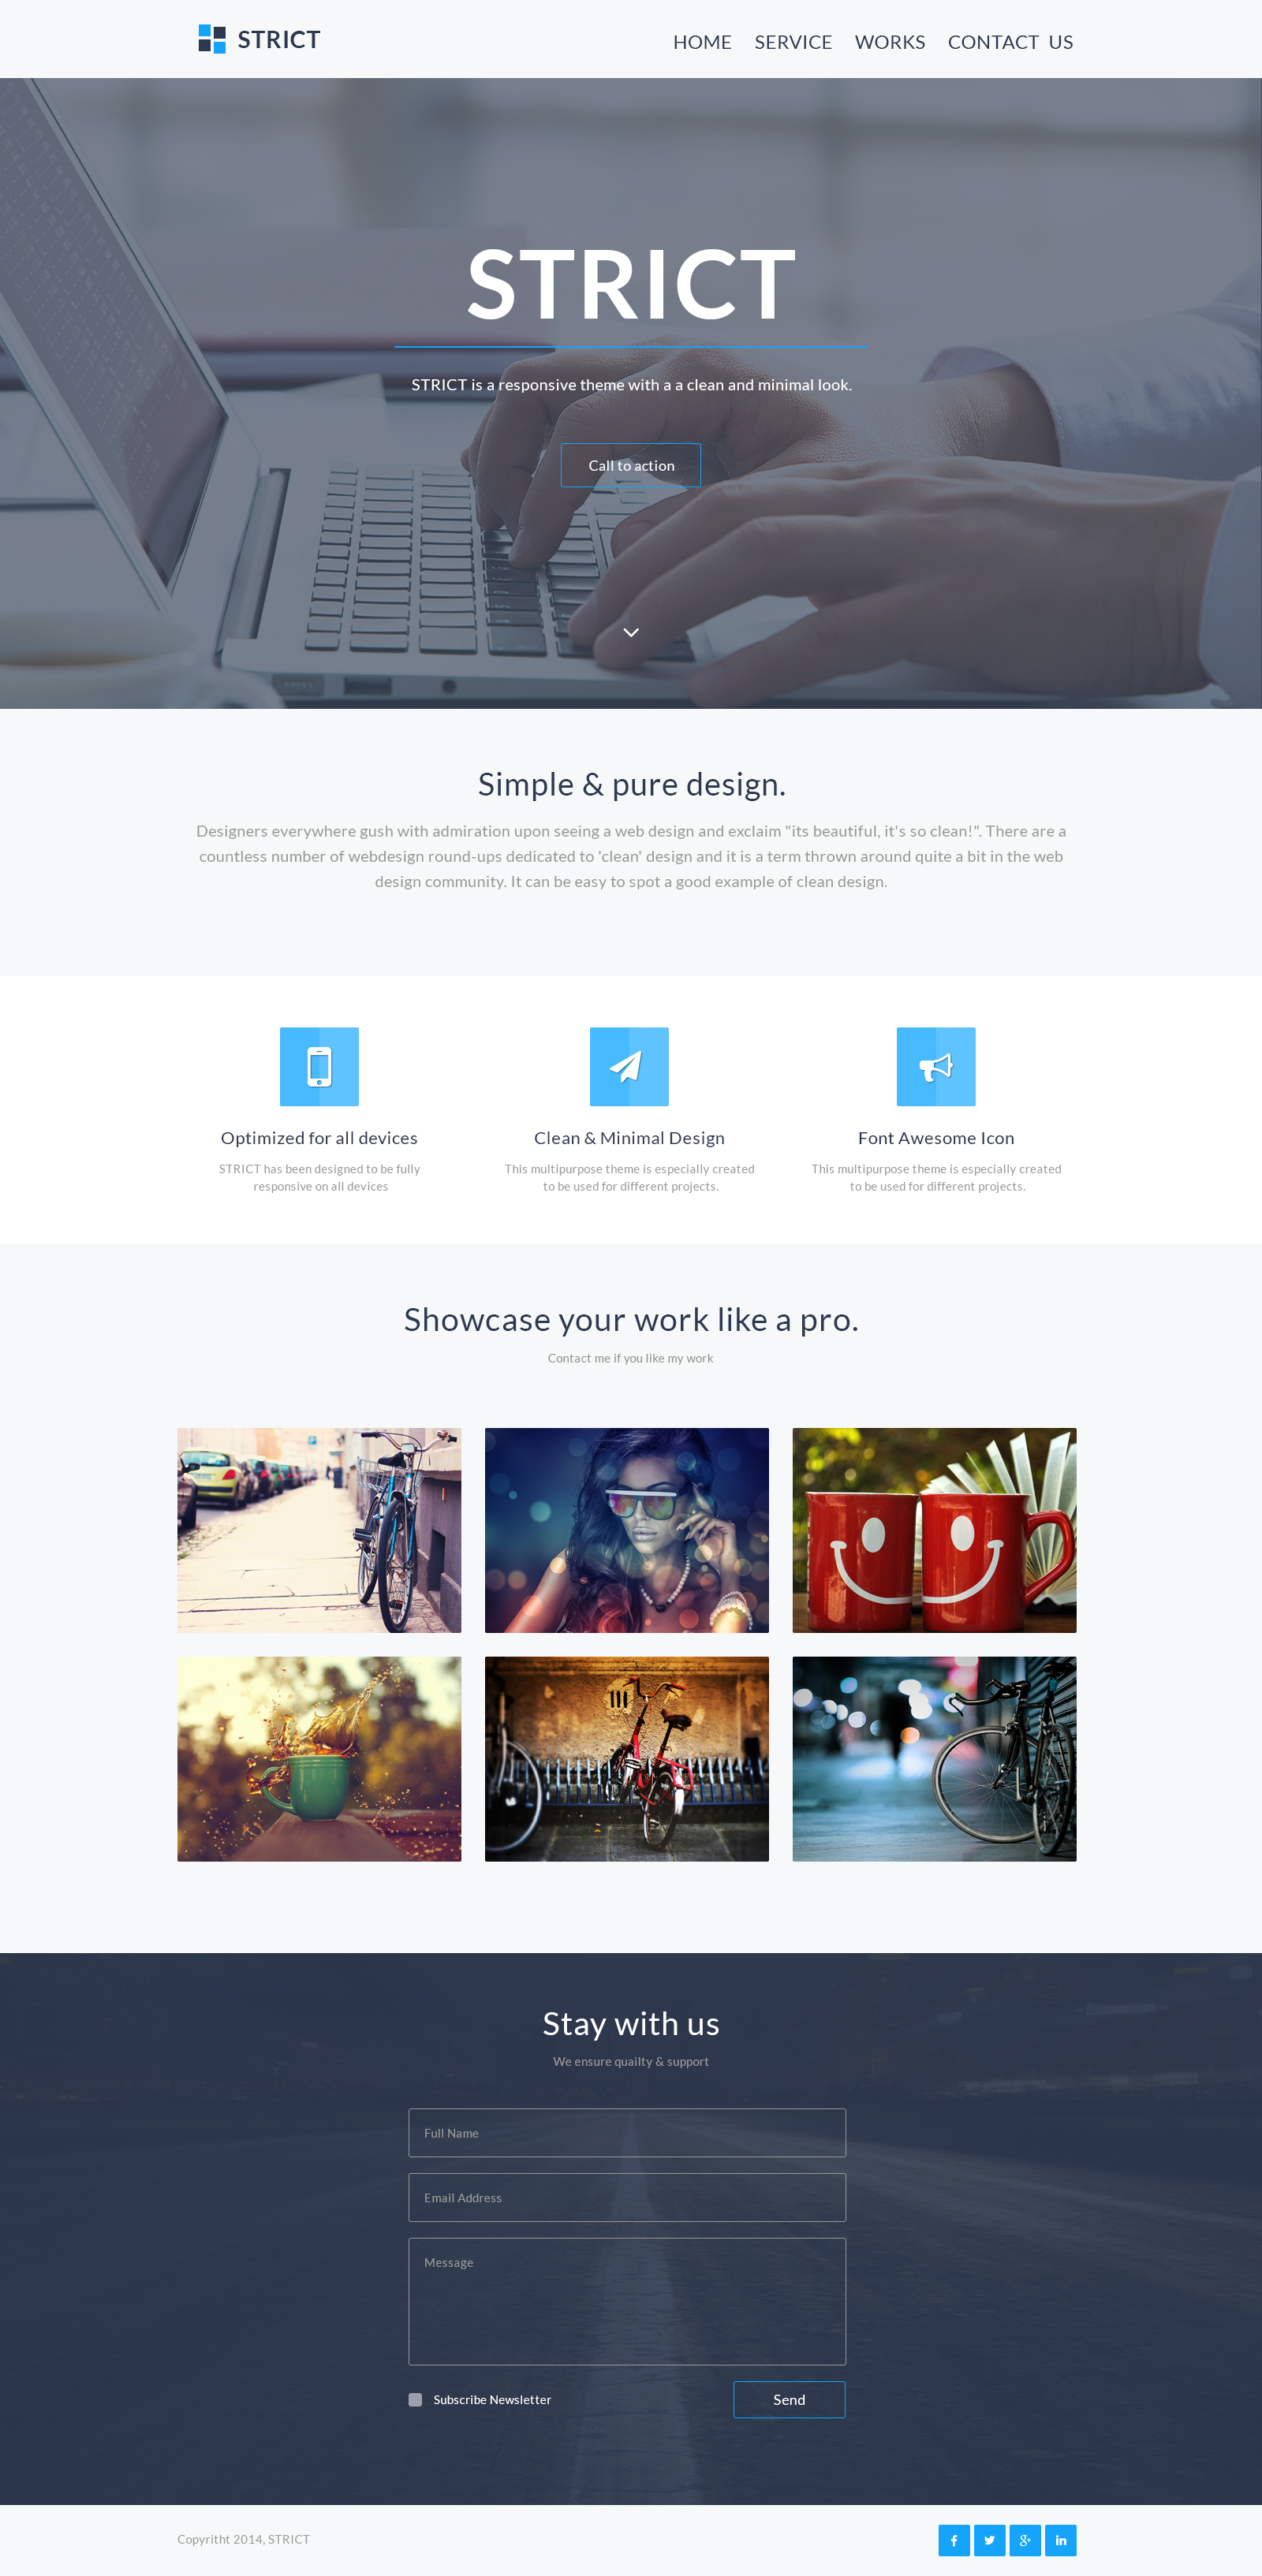 STRICT
HOME SERVICE WORKS CONTACT US
STRICT
STRICT is a responsive theme with a a clean and minimal look.
Call to action
Simple & pure design.
Designers everywhere gush with admiration upon seeing a web design and exclaim "its beautiful, it's so clean!". There are a
countless number of webdesign round-ups dedicated to 'clean' design and it is a term thrown around quite a bit in the web
design community. It can be easy to spot a good example of clean design.
Optimized for all devices
STRICT has been designed to be fully
responsive on all devices
Clean & Minimal Design
This multipurpose theme is especially created
to be used for different projects.
Font Awesome Icon
This multipurpose theme is especially created
to be used for different projects.
Showcase your work like a pro.
Contact me if you like my work
Stay with us
We ensure quailty & support
Full Name
Email Address
Message
Subscribe Newsletter
Send
Copyritht 2014, STRICT